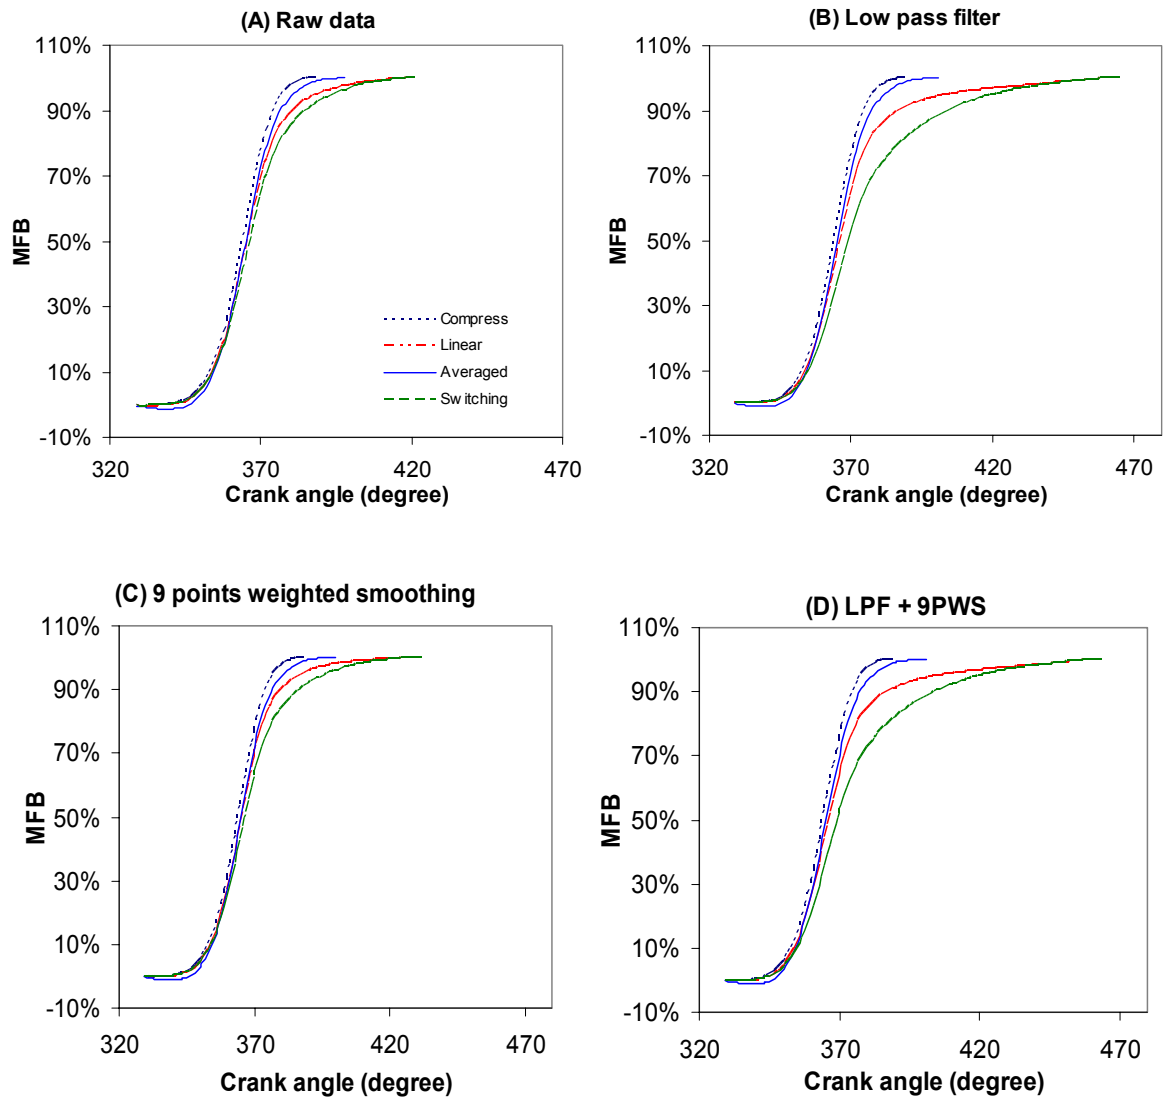 (A) Raw data
110%
90%
70%
50%
30%
10%
-10%
MFB
320
370
420
470
Crank angle (degree)
Compress
Linear
Averaged
Switching
(B) Low pass filter
110%
90%
70%
50%
30%
10%
-10%
MFB
320
370
420
470
Crank angle (degree)
(C) 9 points weighted smoothing
110%
90%
70%
50%
30%
10%
-10%
MFB
320
370
420
470
Crank angle (degree)
(D) LPF + 9PWS
110%
90%
70%
50%
30%
10%
-10%
MFB
320
370
420
470
Crank angle (degree)